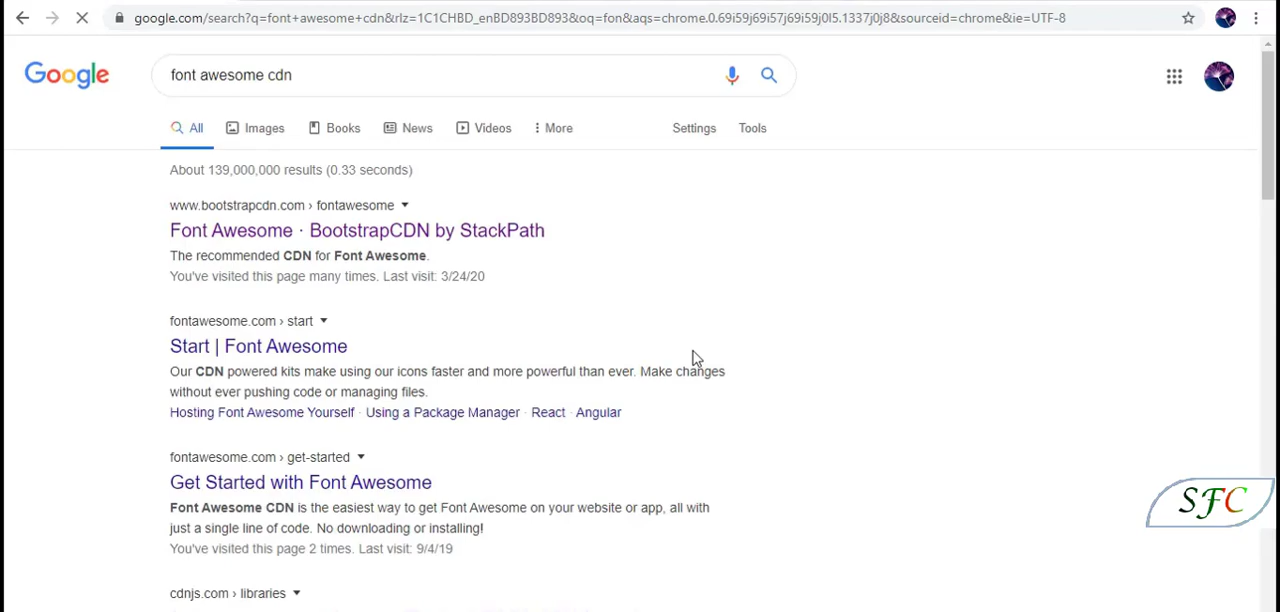 google.com/search?q=font+awesome+cdn&rlz=1C1CHBD_enBD893BD893&oq=fon&aqs=chrome.0.69i59j69i57j69i59j0l5.1337j0j8&sourceid=chrome&ie=UTF-8
Google
font awesome cdn
All Images Books News Videos More Settings Tools
About 139,000,000 results (0.33 seconds)
www.bootstrapcdn.com › fontawesome
Font Awesome · BootstrapCDN by StackPath
The recommended CDN for Font Awesome.
You've visited this page many times. Last visit: 3/24/20
fontawesome.com › start
Start | Font Awesome
Our CDN powered kits make using our icons faster and more powerful than ever. Make changes
without ever pushing code or managing files.
Hosting Font Awesome Yourself · Using a Package Manager · React · Angular
fontawesome.com › get-started
Get Started with Font Awesome
Font Awesome CDN is the easiest way to get Font Awesome on your website or app, all with
just a single line of code. No downloading or installing!
You've visited this page 2 times. Last visit: 9/4/19
SFC
cdnjs.com › libraries